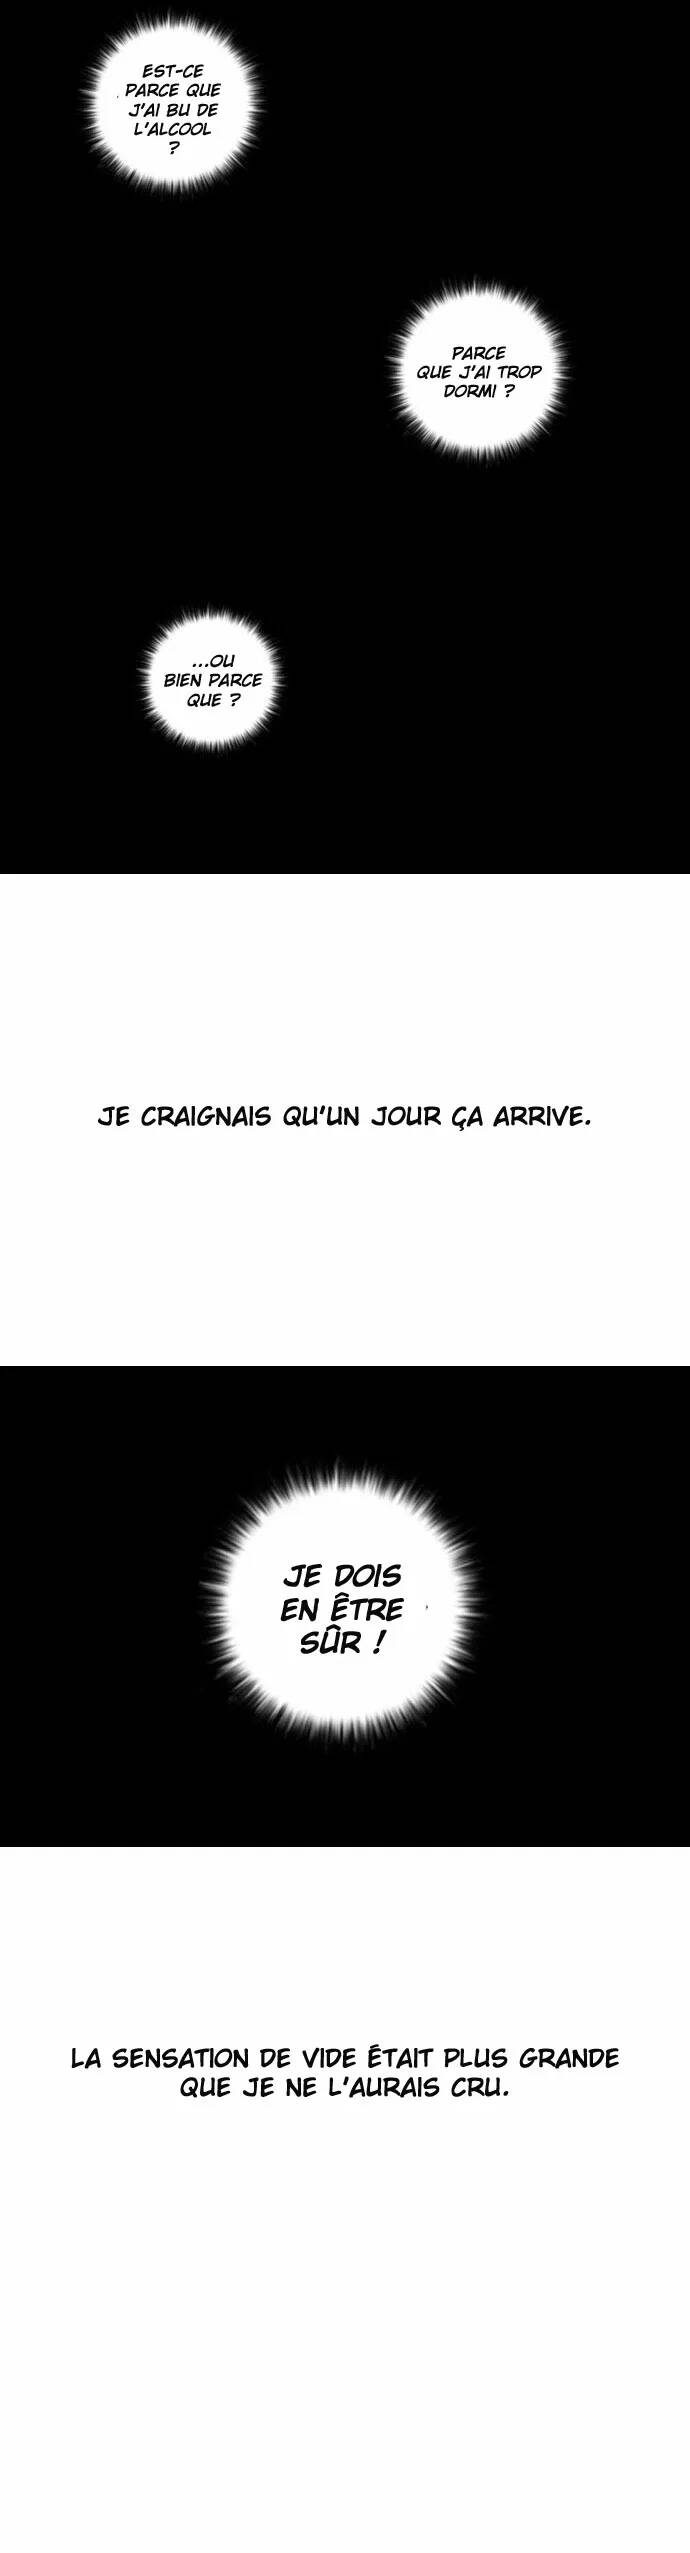 EST-CE
PARCE QUE
J'AI BU DE
L'ALCOOL
?
PARCE
QUE J'AI TROP
DORMI ?
...OU
BIEN PARCE
QUE ?
JE CRAIGNAIS QU'UN JOUR ÇA ARRIVE.
JE DOIS
EN ÊTRE
SÛR !
LA SENSATION DE VIDE ÉTAIT PLUS GRANDE
QUE JE NE L'AURAIS CRU.